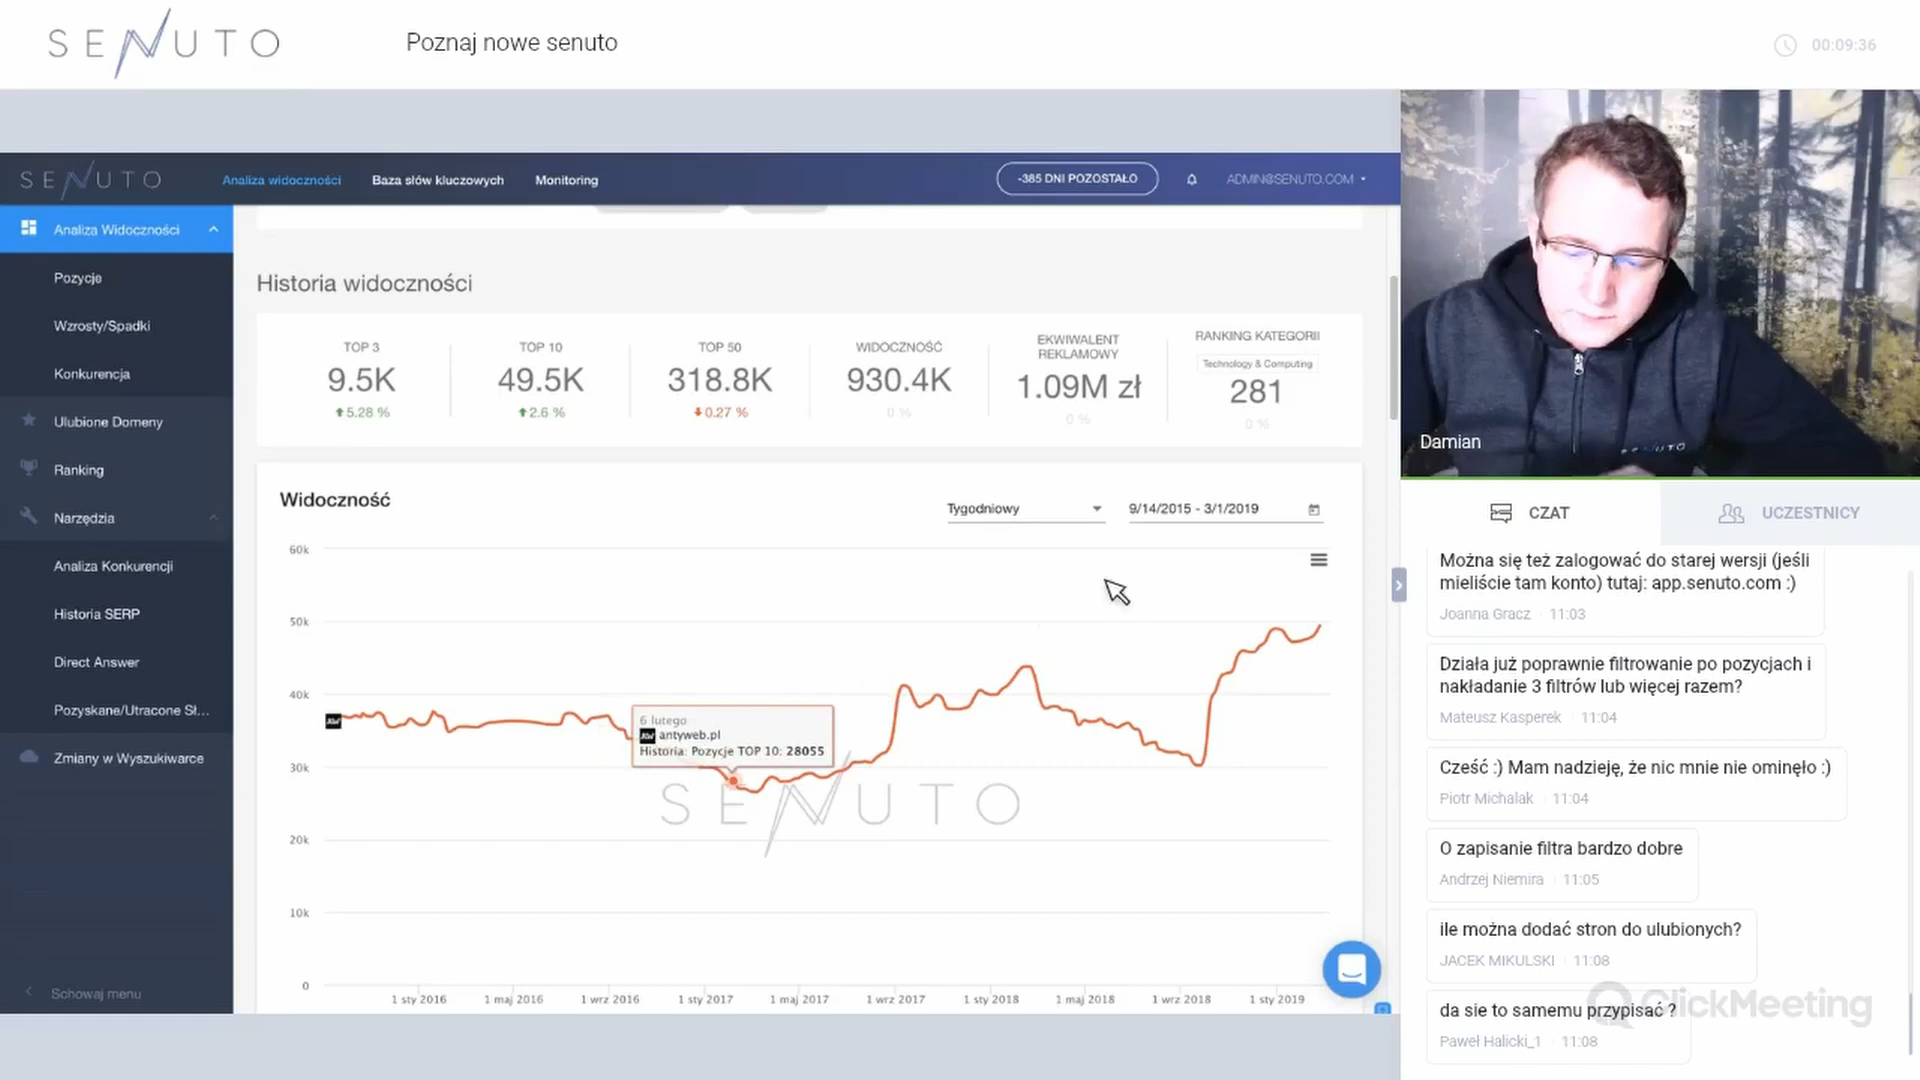 SENUTO
Poznaj nowe senuto
00:09:36
SENUTO
Analiza widoczności
Baza słów kluczowych
Monitoring
-385 DNI POZOSTAŁO
ADMIN@SENUTO.COM
Analiza Widoczności
Pozycje
Wzrosty/Spadki
Konkurencja
Ulubione Domeny
Ranking
Narzędzia
Analiza Konkurencji
Historia SERP
Direct Answer
Pozyskane/Utracone Sł...
Zmiany w Wyszukiwarce
Schowaj menu
Historia widoczności
TOP 3
9.5K
5.28 %
TOP 10
49.5K
2.6 %
TOP 50
318.8K
0.27 %
WIDOCZNOŚĆ
930.4K
0 %
EKWIWALENT
REKLAMOWY
1.09M zł
0 %
RANKING KATEGORII
Technology & Computing
281
0 %
Widoczność
Tygodniowy
9/14/2015 - 3/1/2019
60k
50k
40k
30k
20k
10k
0
6 lutego
antyweb.pl
Historia: Pozycje TOP 10: 28055
SENUTO
1 sty 2016
1 maj 2016
1 wrz 2016
1 sty 2017
1 maj 2017
1 wrz 2017
1 sty 2018
1 maj 2018
1 wrz 2018
1 sty 2019
SENUTO
Damian
CZAT
UCZESTNICY
Można się też zalogować do starej wersji (jeśli
mieliście tam konto) tutaj: app.senuto.com :)
Joanna Gracz 11:03
Działa już poprawnie filtrowanie po pozycjach i
nakładanie 3 filtrów lub więcej razem?
Mateusz Kasperek 11:04
Cześć :) Mam nadzieję, że nic mnie nie ominęło :)
Piotr Michalak 11:04
O zapisanie filtra bardzo dobre
Andrzej Niemira 11:05
ile można dodać stron do ulubionych?
JACEK MIKULSKI 11:08
da sie to samemu przypisać ?
Paweł Halicki_1 11:08
ClickMeeting